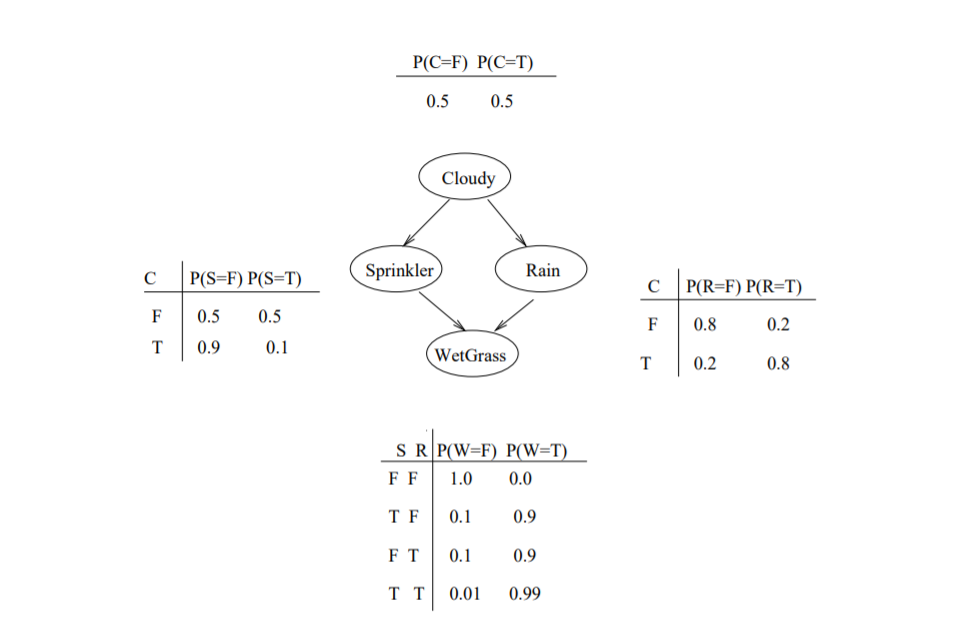 P(C=F) P(C=T)
0.5 0.5
Cloudy
Sprinkler
Rain
C P(S=F) P(S=T)
F 0.5 0.5
T 0.9 0.1
C P(R=F) P(R=T)
F 0.8 0.2
T 0.2 0.8
WetGrass
S R P(W=F) P(W=T)
F F 1.0 0.0
T F 0.1 0.9
F T 0.1 0.9
T T 0.01 0.99